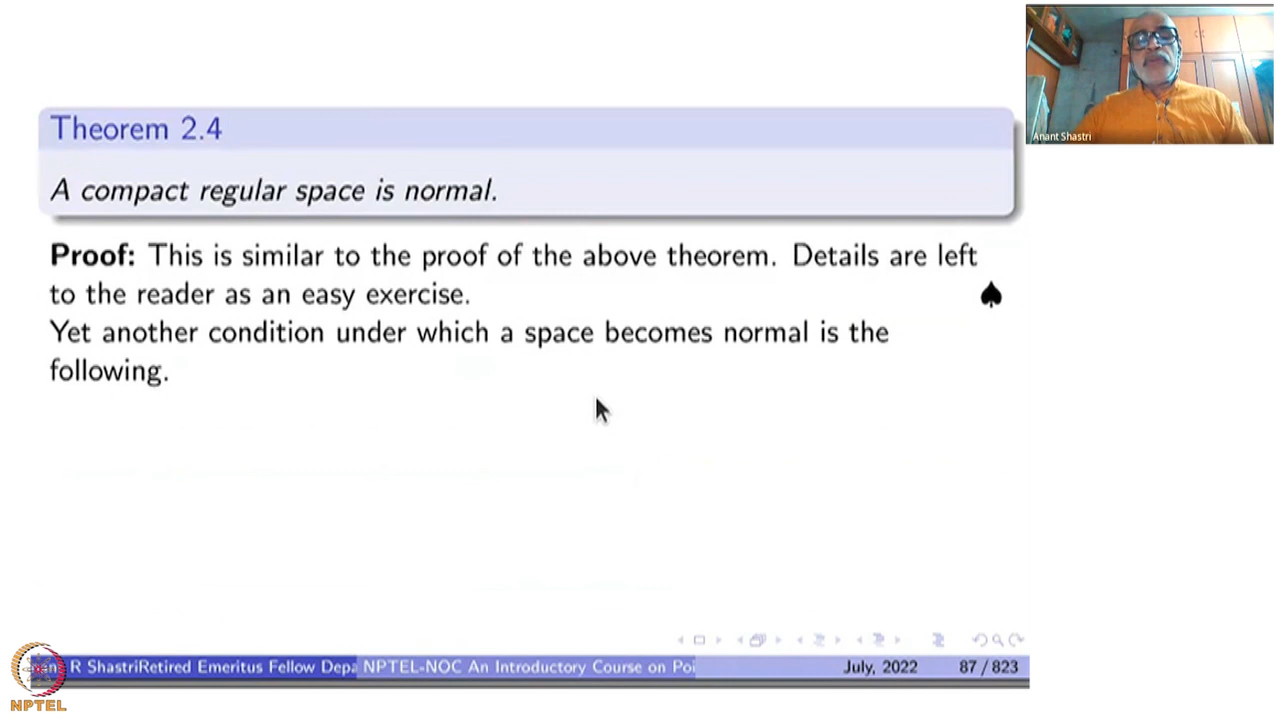 Theorem 2.4
A compact regular space is normal.
Proof: This is similar to the proof of the above theorem. Details are left
to the reader as an easy exercise. ♠
Yet another condition under which a space becomes normal is the
following.
Anant Shastri
R ShastriRetired Emeritus Fellow Depa NPTEL-NOC An Introductory Course on Poi July, 2022 87 / 823
NPTEL